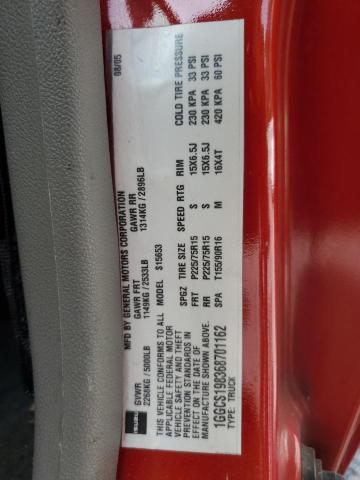 MFD BY GENERAL MOTORS CORPORATION 08/05
GVWR GAWR FRT GAWR RR
2268KG / 5000LB 1149KG / 2533LB 1314KG / 2896LB
THIS VEHICLE CONFORMS TO ALL MODEL S15653
APPLICABLE FEDERAL MOTOR
VEHICLE SAFETY AND THEFT
PREVENTION STANDARDS IN
EFFECT ON THE DATE OF
MANUFACTURE SHOWN ABOVE.
1GGCS198368701162
TYPE: TRUCK
SPGZ TIRE SIZE SPEED RTG RIM COLD TIRE PRESSURE
FRT P225/75R15 S 15X6.5J 230 KPA 33 PSI
RR P225/75R15 S 15X6.5J 230 KPA 33 PSI
SPA T155/90R16 M 16X4T 420 KPA 60 PSI